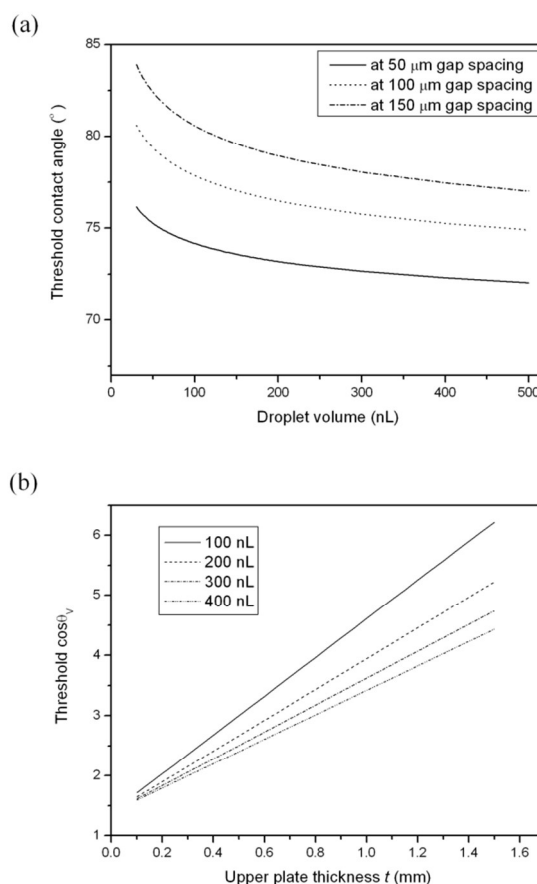 (a)
85
80
75
70
0
100
200
300
400
500
Threshold contact angle (°)
Droplet volume (nL)
at 50 μm gap spacing
at 100 μm gap spacing
at 150 μm gap spacing
(b)
6
5
4
3
2
1
0.0
0.2
0.4
0.6
0.8
1.0
1.2
1.4
1.6
Threshold cosθV
Upper plate thickness t (mm)
100 nL
200 nL
300 nL
400 nL